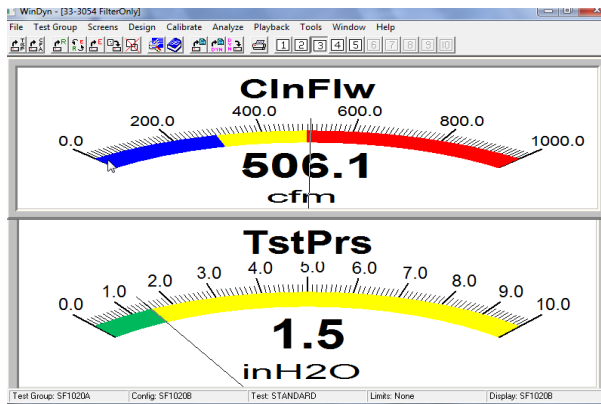 WinDyn - [33-3054 FilterOnly]
File Test Group Screens Design Calibrate Analyze Playback Tools Window Help
1 2 3 4 5 6 7 8 9 10
ClnFlw
0.0 200.0 400.0 600.0 800.0 1000.0
506.1
cfm
TstPrs
0.0 1.0 2.0 3.0 4.0 5.0 6.0 7.0 8.0 9.0 10.0
1.5
inH2O
Test Group: SF1020A Config: SF1020B Test: STANDARD Limits: None Display: SF1020B